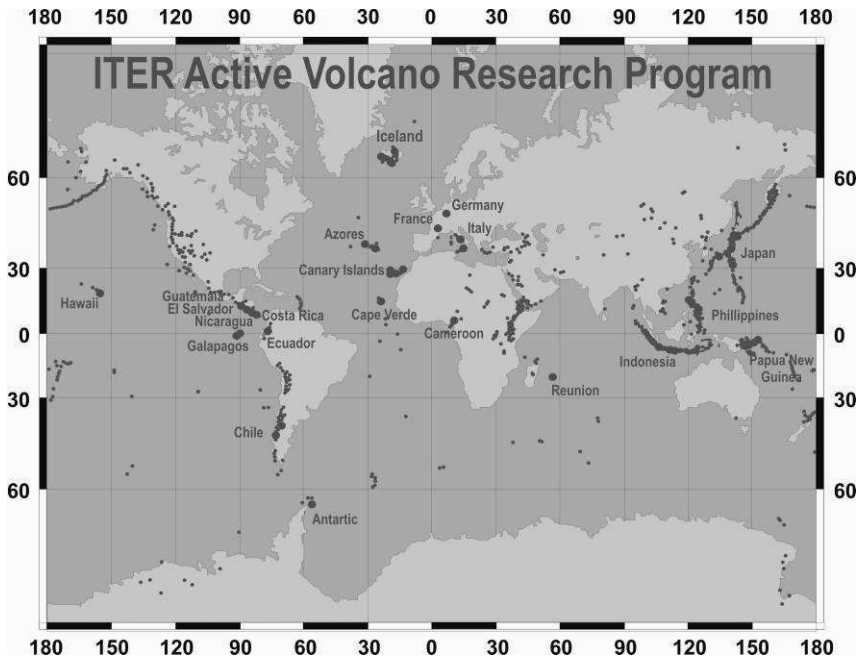 180 150 120 90 60 30 0 30 60 90 120 150 180
ITER Active Volcano Research Program
Iceland
60 60
Germany
France
Italy
Azores
Japan
30 Canary Islands 30
Hawaii
Guatemala
El Salvador
Nicaragua
Costa Rica
Cape Verde
Phillippines
0 Cameroon 0
Galapagos
Ecuador
Indonesia
Papua New
Guinea
Reunion
30 30
Chile
60 60
Antartic
180 150 120 90 60 30 0 30 60 90 120 150 180